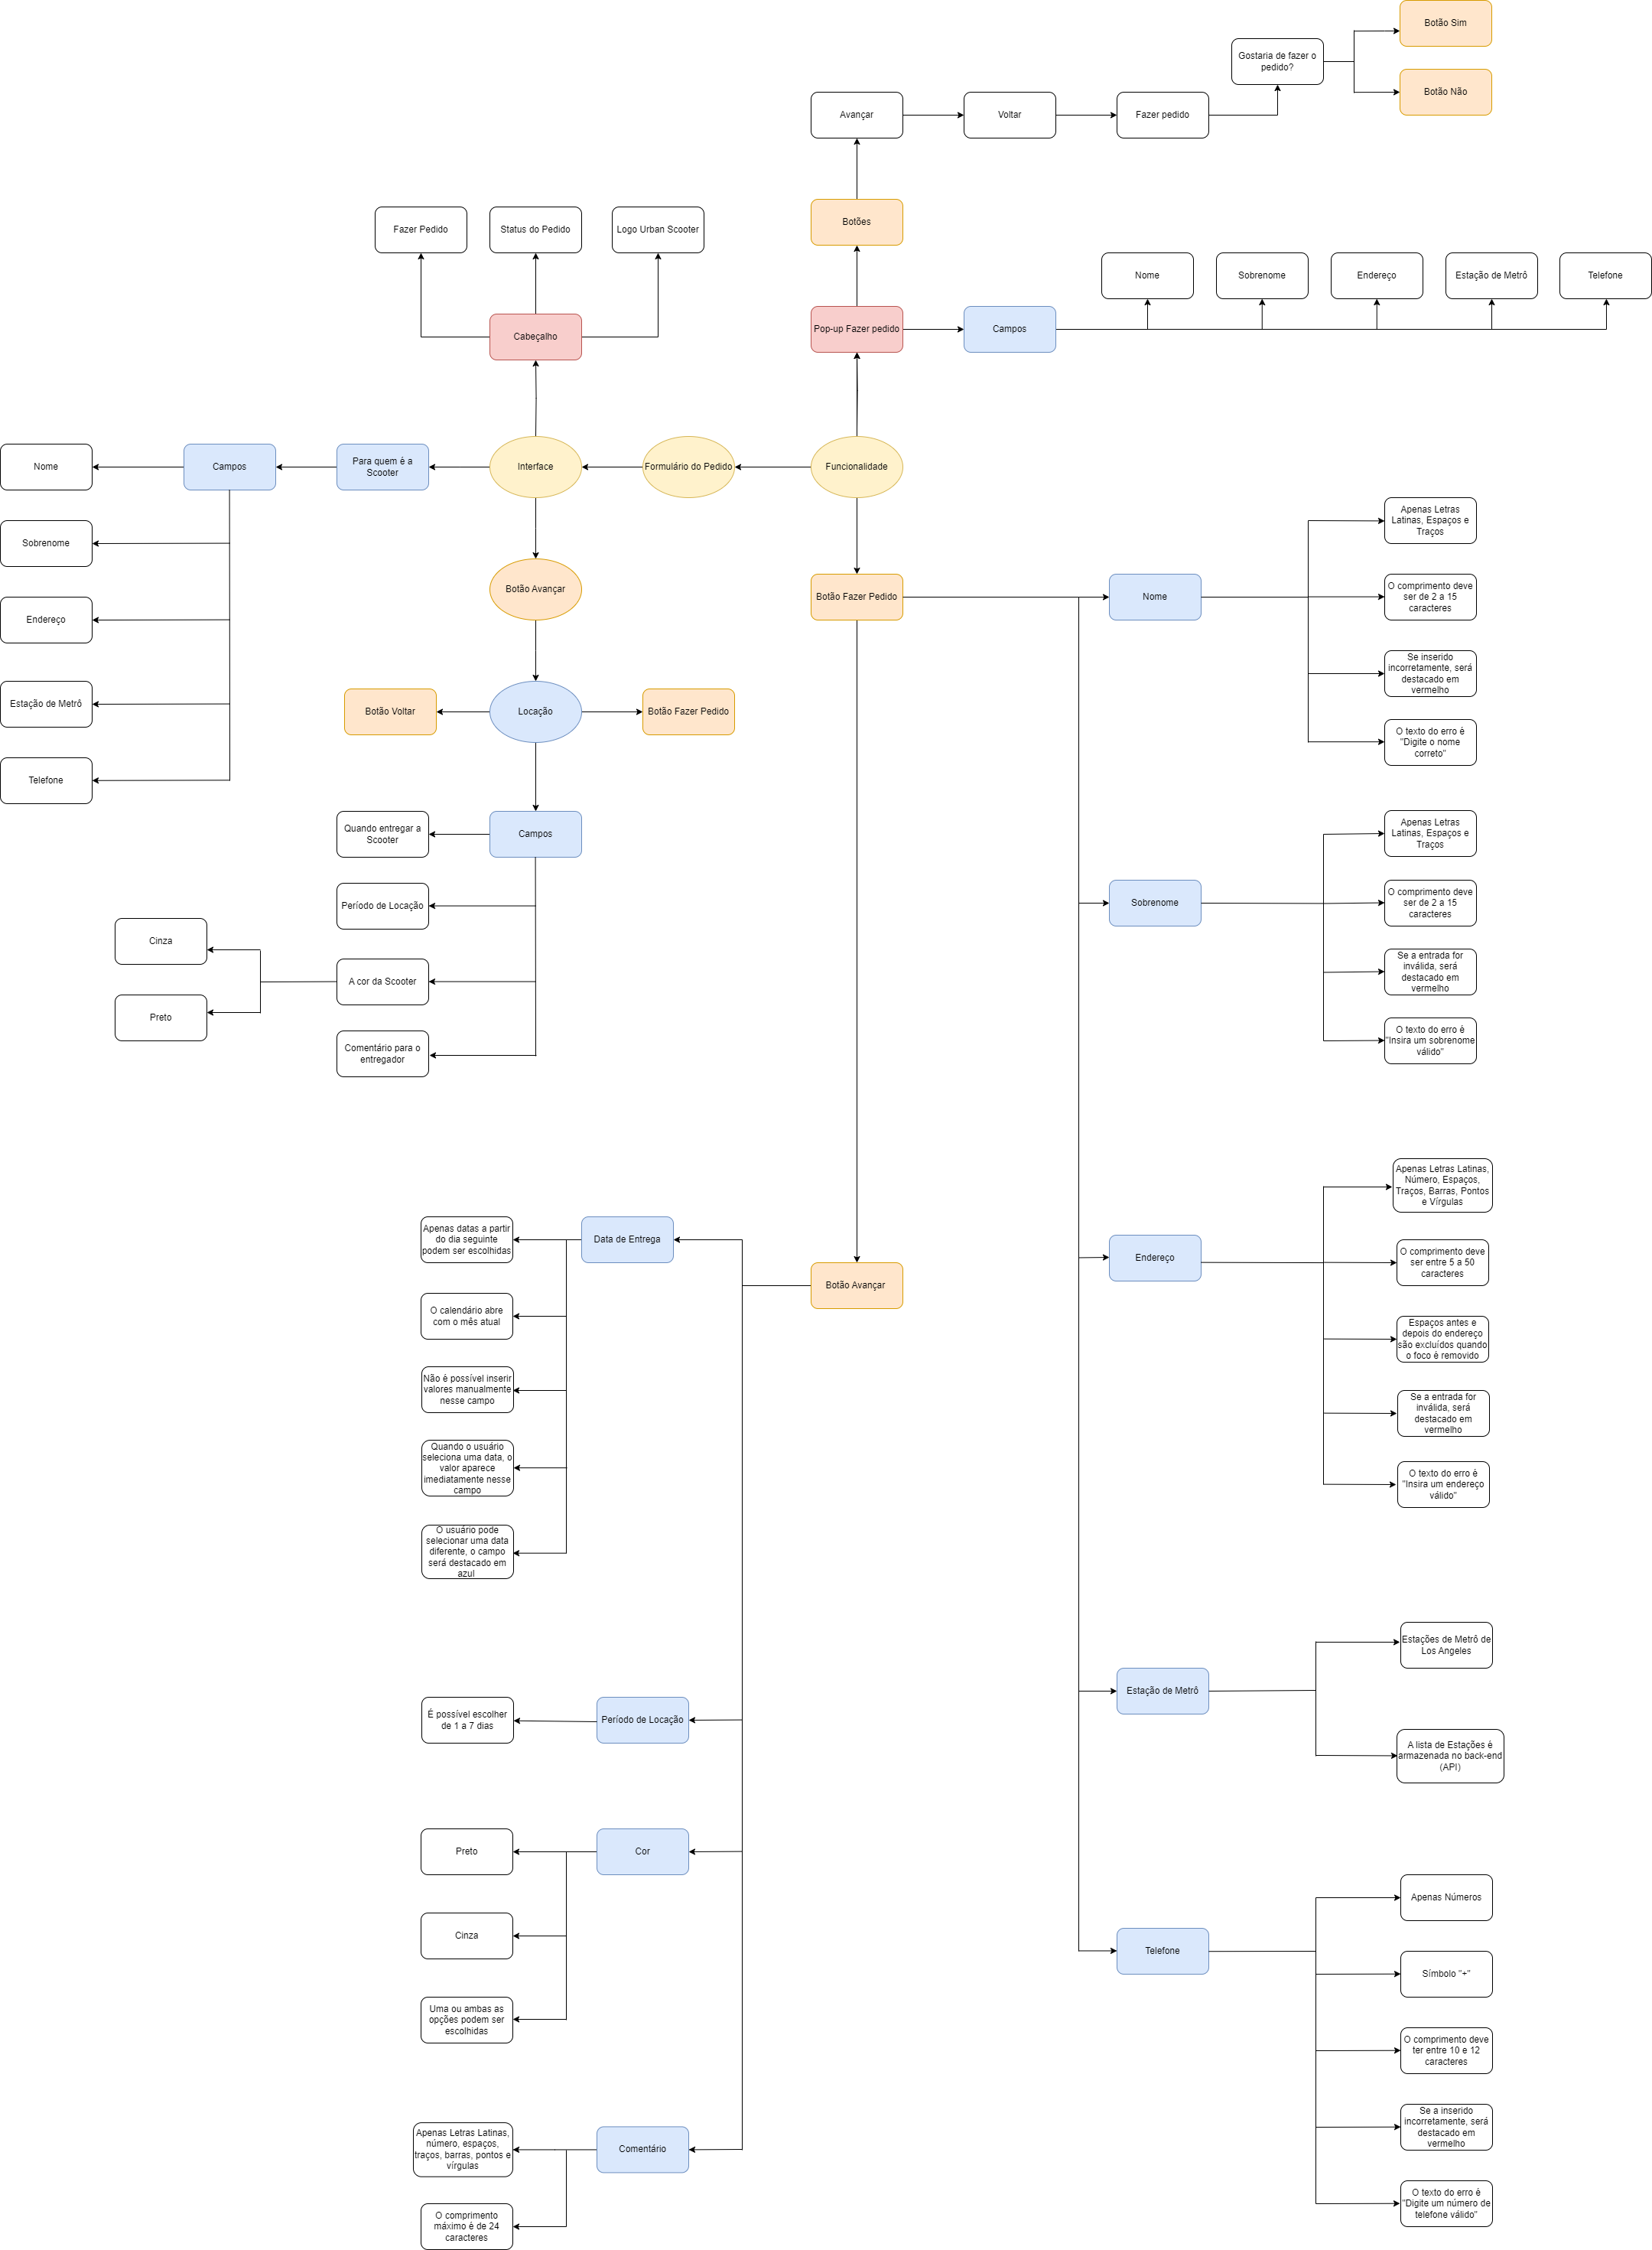 Botão Sim
Gostaria de fazer o
pedido?
Botão Não
Avançar
Voltar
Fazer pedido
Botões
Fazer Pedido
Status do Pedido
Logo Urban Scooter
Nome
Sobrenome
Endereço
Estação de Metrô
Telefone
Cabeçalho
Pop-up Fazer pedido
Campos
Nome
Campos
Para quem é a
Scooter
Interface
Formulário do Pedido
Funcionalidade
Sobrenome
Endereço
Estação de Metrô
Telefone
Botão Avançar
Botão Voltar
Locação
Botão Fazer Pedido
Quando entregar a
Scooter
Campos
Período de Locação
Cinza
A cor da Scooter
Preto
Comentário para o
entregador
Botão Fazer Pedido
Nome
Apenas Letras
Latinas, Espaços e
Traços
O comprimento deve
ser de 2 a 15
caracteres
Se inserido
incorretamente, será
destacado em
vermelho
O texto do erro é
"Digite o nome
correto"
Sobrenome
Apenas Letras
Latinas, Espaços e
Traços
O comprimento deve
ser de 2 a 15
caracteres
Se a entrada for
inválida, será
destacado em
vermelho
O texto do erro é
"Insira um sobrenome
válido"
Endereço
Apenas Letras Latinas,
Número, Espaços,
Traços, Barras, Pontos
e Vírgulas
O comprimento deve
ser entre 5 a 50
caracteres
Espaços antes e
depois do endereço
são excluídos quando
o foco é removido
Se a entrada for
inválida, será
destacado em
vermelho
O texto do erro é
"Insira um endereço
válido"
Estação de Metrô
Estações de Metrô de
Los Angeles
A lista de Estações è
armazenada no back-end
(API)
Telefone
Apenas Números
Símbolo "+"
O comprimento deve
ter entre 10 e 12
caracteres
Se a inserido
incorretamente, será
destacado em
vermelho
O texto do erro é
"Digite um número de
telefone válido"
Botão Avançar
Data de Entrega
Apenas datas a partir
do dia seguinte
podem ser escolhidas
O calendário abre
com o mês atual
Não è possível inserir
valores manualmente
nesse campo
Quando o usuário
seleciona uma data, o
valor aparece
imediatamente nesse
campo
O usuário pode
selecionar uma data
diferente, o campo
será destacado em
azul
Período de Locação
É possível escolher
de 1 a 7 dias
Cor
Preto
Cinza
Uma ou ambas as
opções podem ser
escolhidas
Comentário
Apenas Letras Latinas,
número, espaços,
traços, barras, pontos e
vírgulas
O comprimento
máximo é de 24
caracteres